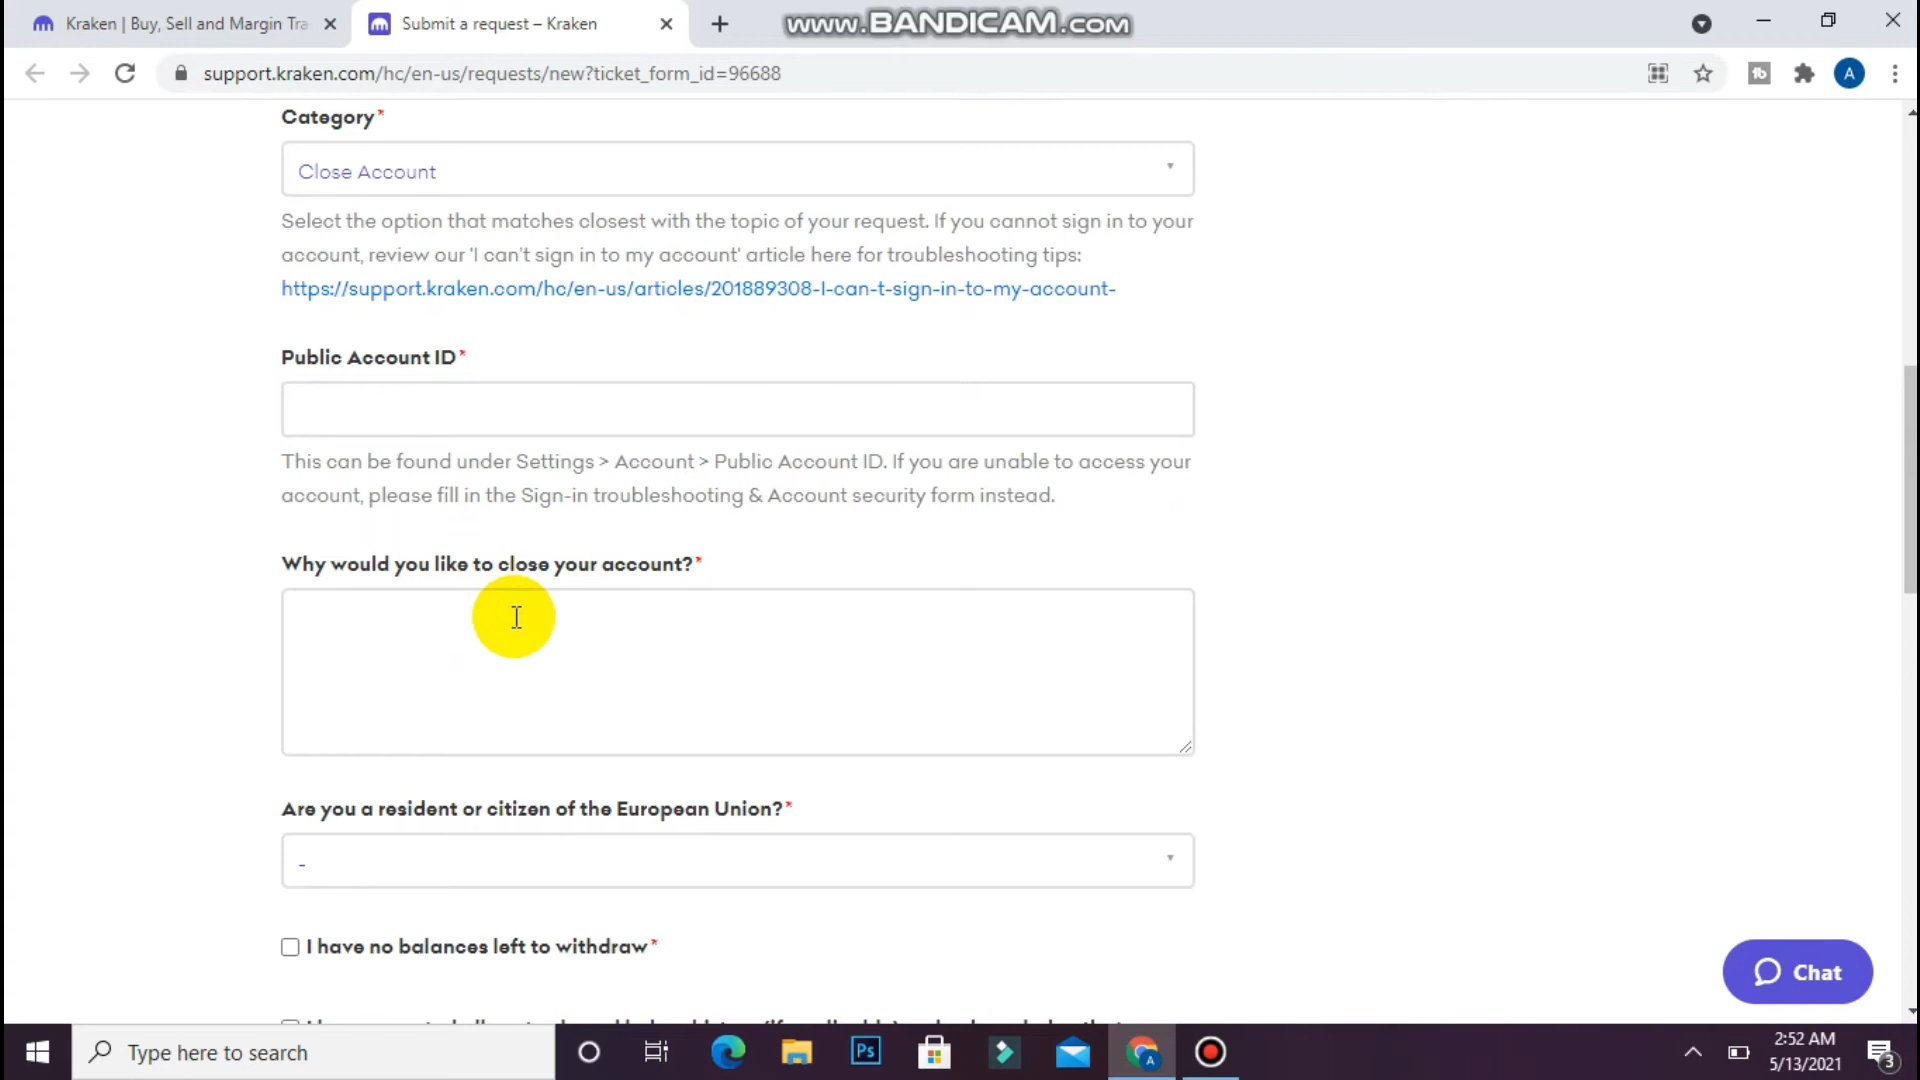 Kraken | Buy, Sell and Margin Tra
Submit a request – Kraken
www.BANDICAM.com
support.kraken.com/hc/en-us/requests/new?ticket_form_id=96688
A
Category*
Close Account
Select the option that matches closest with the topic of your request. If you cannot sign in to your
account, review our 'I can't sign in to my account' article here for troubleshooting tips:
https://support.kraken.com/hc/en-us/articles/201889308-I-can-t-sign-in-to-my-account-
Public Account ID*
This can be found under Settings > Account > Public Account ID. If you are unable to access your
account, please fill in the Sign-in troubleshooting & Account security form instead.
Why would you like to close your account?*
Are you a resident or citizen of the European Union?*
-
I have no balances left to withdraw*
Chat
Type here to search
Ps
A
2:52 AM
5/13/2021
3